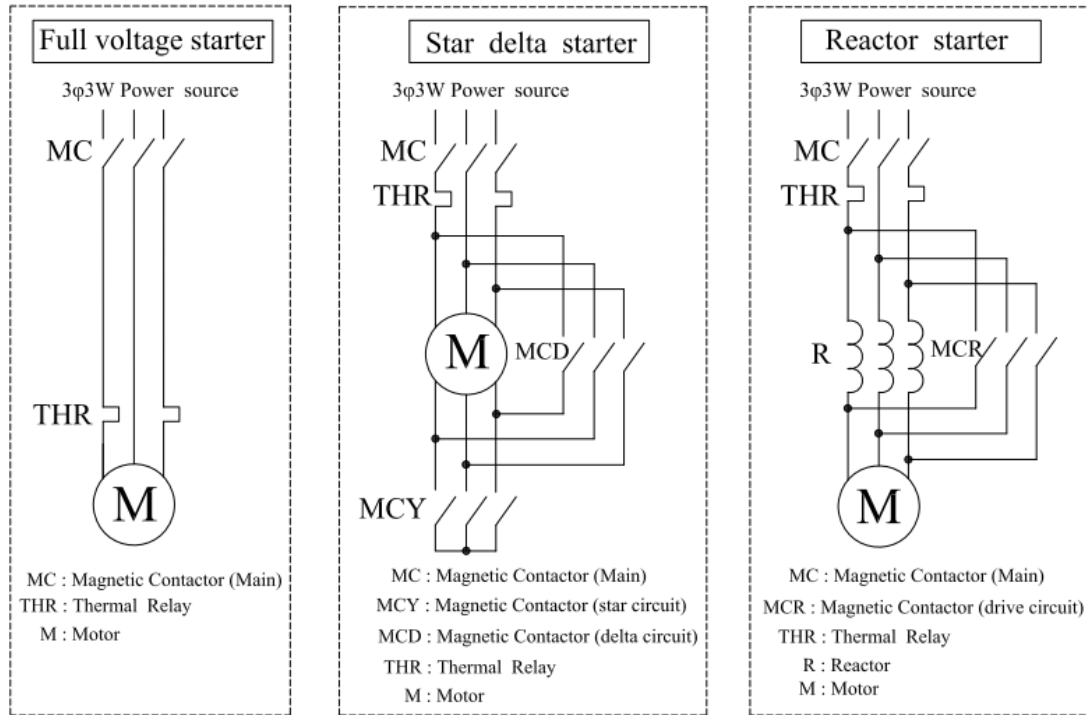 Full voltage starter
3φ3W Power source
MC
THR
M
MC : Magnetic Contactor (Main)
THR : Thermal Relay
M : Motor
Star delta starter
3φ3W Power source
MC
THR
M
MCD
MCY
MC : Magnetic Contactor (Main)
MCY : Magnetic Contactor (star circuit)
MCD : Magnetic Contactor (delta circuit)
THR : Thermal Relay
M : Motor
Reactor starter
3φ3W Power source
MC
THR
R
MCR
M
MC : Magnetic Contactor (Main)
MCR : Magnetic Contactor (drive circuit)
THR : Thermal Relay
R : Reactor
M : Motor